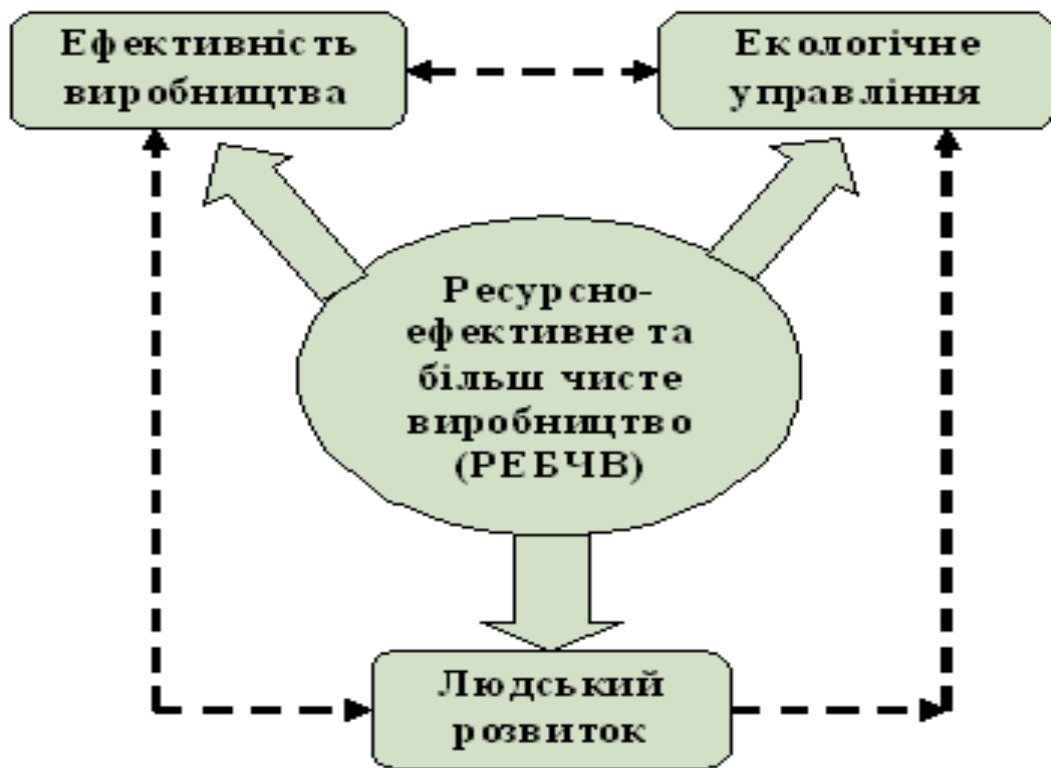 Ефективність
виробництва
Екологічне
управління
Ресурсно-
ефективне та
більш чисте
виробництво
(РЕБЧВ)
Людський
розвиток